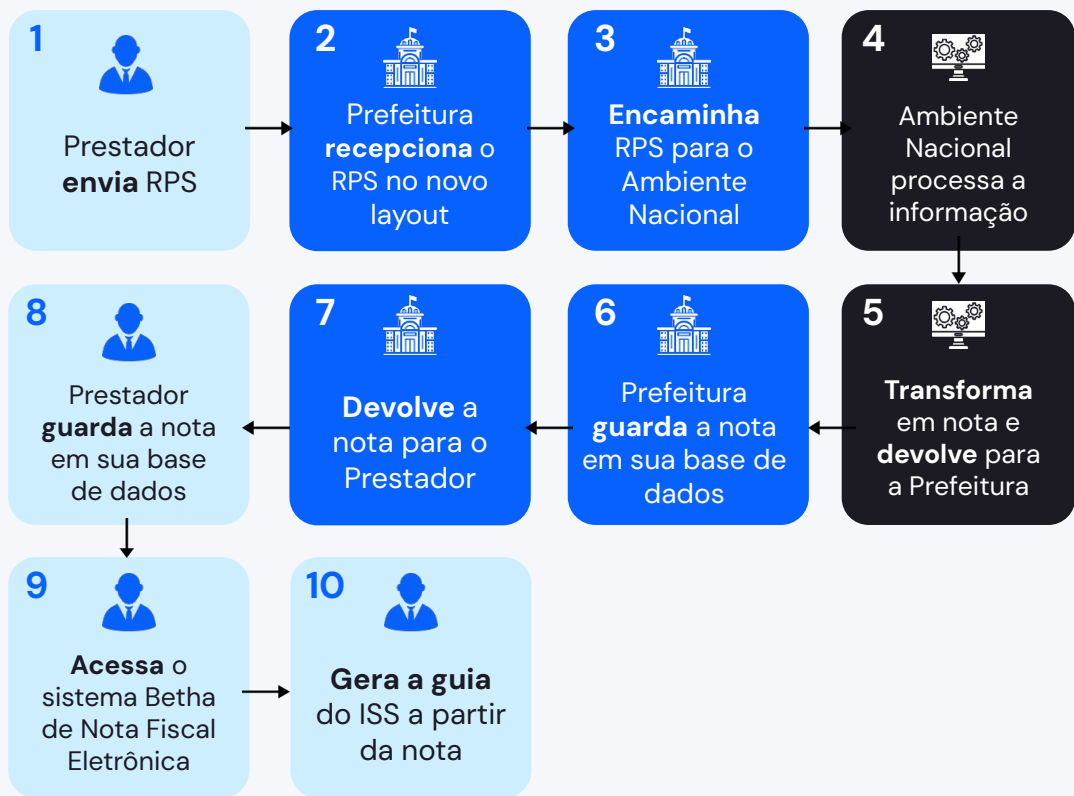 1
Prestador
envia RPS
2
Prefeitura
recepciona o
RPS no novo
layout
3
Encaminha
RPS para o
Ambiente
Nacional
4
Ambiente
Nacional
processa a
informação
5
Transforma
em nota e
devolve para
a Prefeitura
6
Prefeitura
guarda a nota
em sua base de
dados
7
Devolve a
nota para o
Prestador
8
Prestador
guarda a nota
em sua base
de dados
9
Acessa o
sistema Betha
de Nota Fiscal
Eletrônica
10
Gera a guia
do ISS a partir
da nota